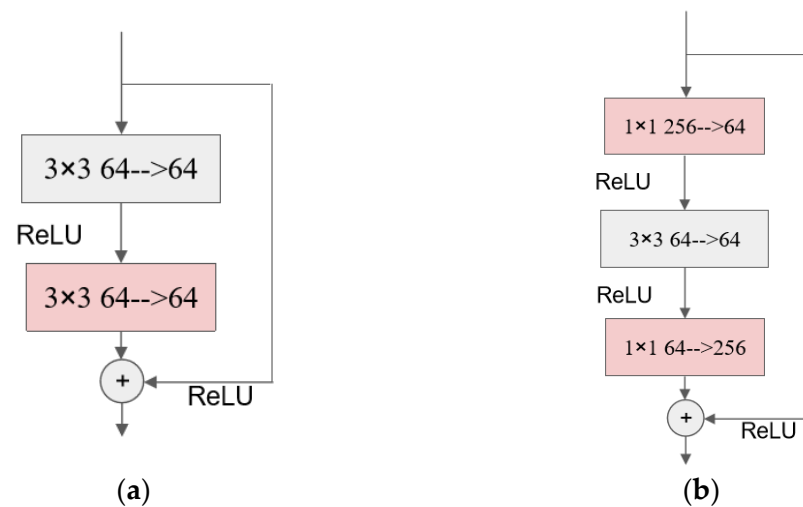 3×3 64-->64
ReLU
3×3 64-->64
+
ReLU
(a)
1×1 256-->64
ReLU
3×3 64-->64
ReLU
1×1 64-->256
+
ReLU
(b)